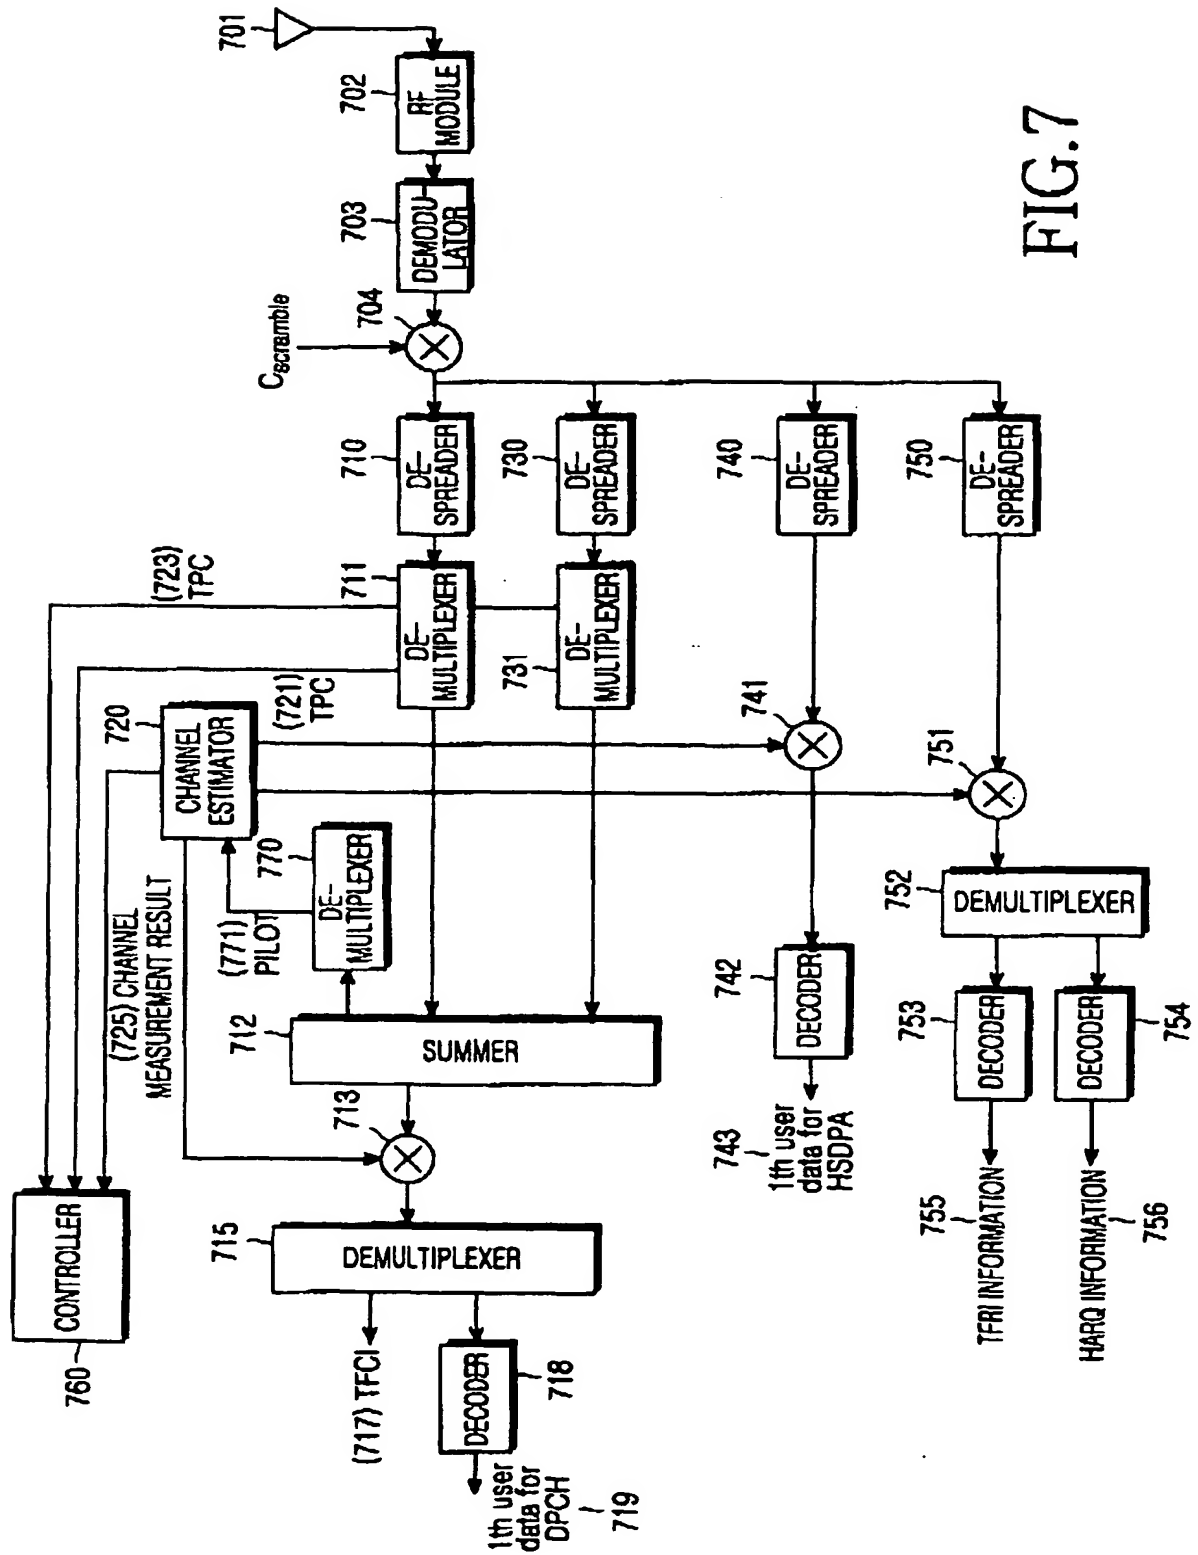 701
702
RF
MODULE
703
DEMODU-
LATOR
704
Cscramble
710
DE-
SPREADER
730
DE-
SPREADER
740
DE-
SPREADER
750
DE-
SPREADER
(723)
TPC
711
DE-
MULTIPLEXER
(721)
TPC
731
DE-
MULTIPLEXER
720
CHANNEL
ESTIMATOR
741
751
770
DE-
MULTIPLEXER
(771)
PILOT
(725) CHANNEL
MEASUREMENT RESULT
712
SUMMER
713
742
DECODER
743
1th user
data for
HSDPA
752
DEMULTIPLEXER
753
DECODER
754
DECODER
755
TFRI INFORMATION
HARQ INFORMATION
756
760
CONTROLLER
715
DEMULTIPLEXER
(717) TFCI
DECODER
718
1th user
data for
DPCH
719
FIG.7